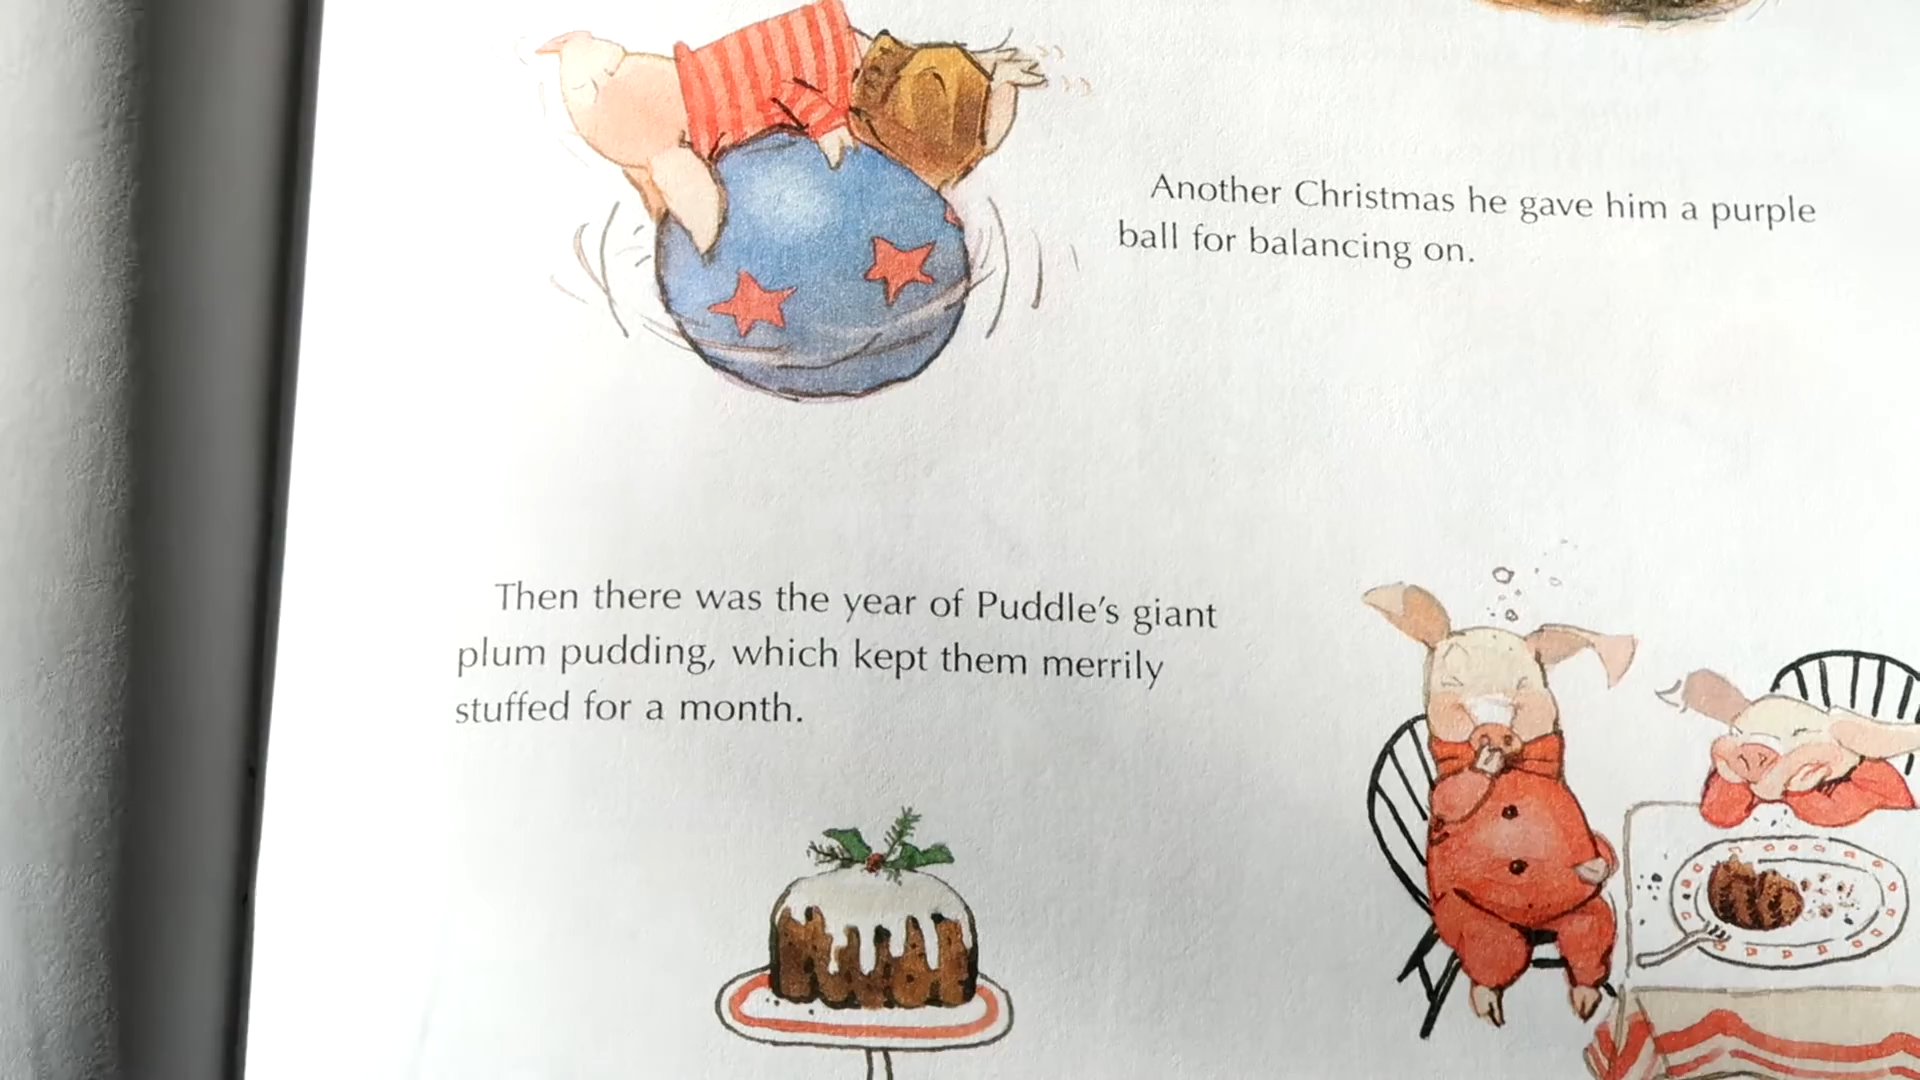 Another Christmas he gave him a purple
ball for balancing on.
Then there was the year of Puddle's giant
plum pudding, which kept them merrily
stuffed for a month.